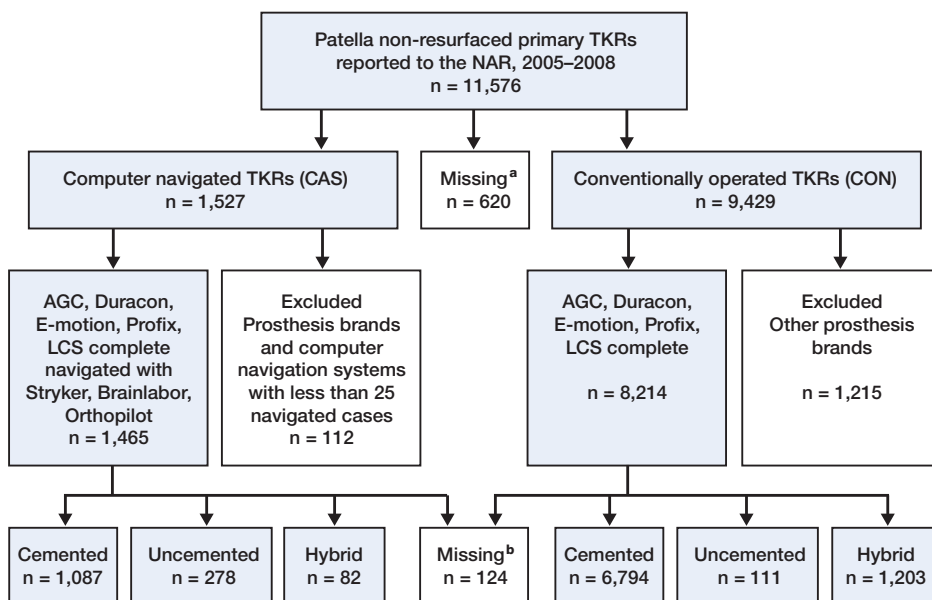 Patella non-resurfaced primary TKRs
reported to the NAR, 2005–2008
n = 11,576
Computer navigated TKRs (CAS)
n = 1,527
Missing a
n = 620
Conventionally operated TKRs (CON)
n = 9,429
AGC, Duracon,
E-motion, Profix,
LCS complete
navigated with
Stryker, Brainlabor,
Orthopilot
n = 1,465
Excluded
Prosthesis brands
and computer
navigation systems
with less than 25
navigated cases
n = 112
AGC, Duracon,
E-motion, Profix,
LCS complete
n = 8,214
Excluded
Other prosthesis
brands
n = 1,215
Cemented
n = 1,087
Uncemented
n = 278
Hybrid
n = 82
Missing b
n = 124
Cemented
n = 6,794
Uncemented
n = 111
Hybrid
n = 1,203